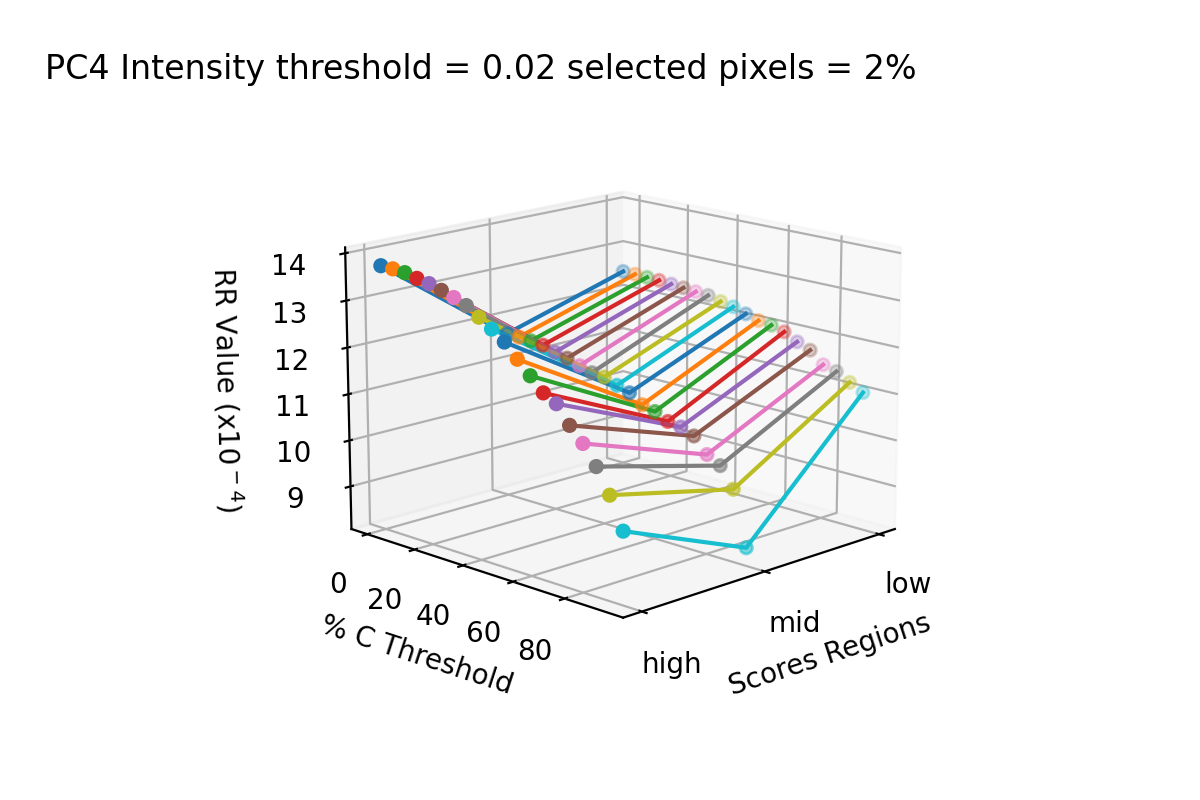 PC4 Intensity threshold = 0.02 selected pixels = 2%
14
13
12
11
10
9
RR Value (x10⁻⁴)
0
20
40
60
80
% C Threshold
high
mid
low
Scores Regions